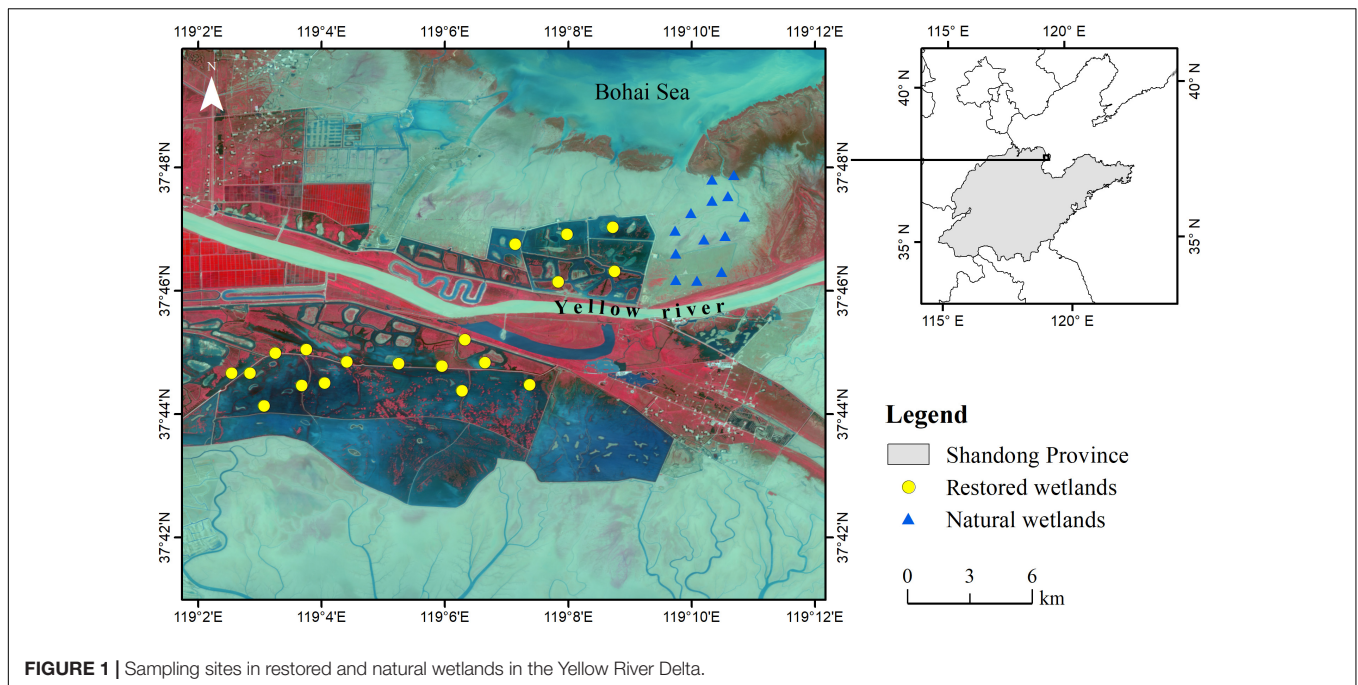 119°2'E 119°4'E 119°6'E 119°8'E 119°10'E 119°12'E
115° E 120° E
N
Bohai Sea
40° N 40° N
37°48'N 37°48'N
35° N 35° N
37°46'N 37°46'N
Yellow river
115° E 120° E
37°44'N 37°44'N
Legend
Shandong Province
Restored wetlands
Natural wetlands
37°42'N 37°42'N
0 3 6
km
119°2'E 119°4'E 119°6'E 119°8'E 119°10'E 119°12'E
FIGURE 1 | Sampling sites in restored and natural wetlands in the Yellow River Delta.